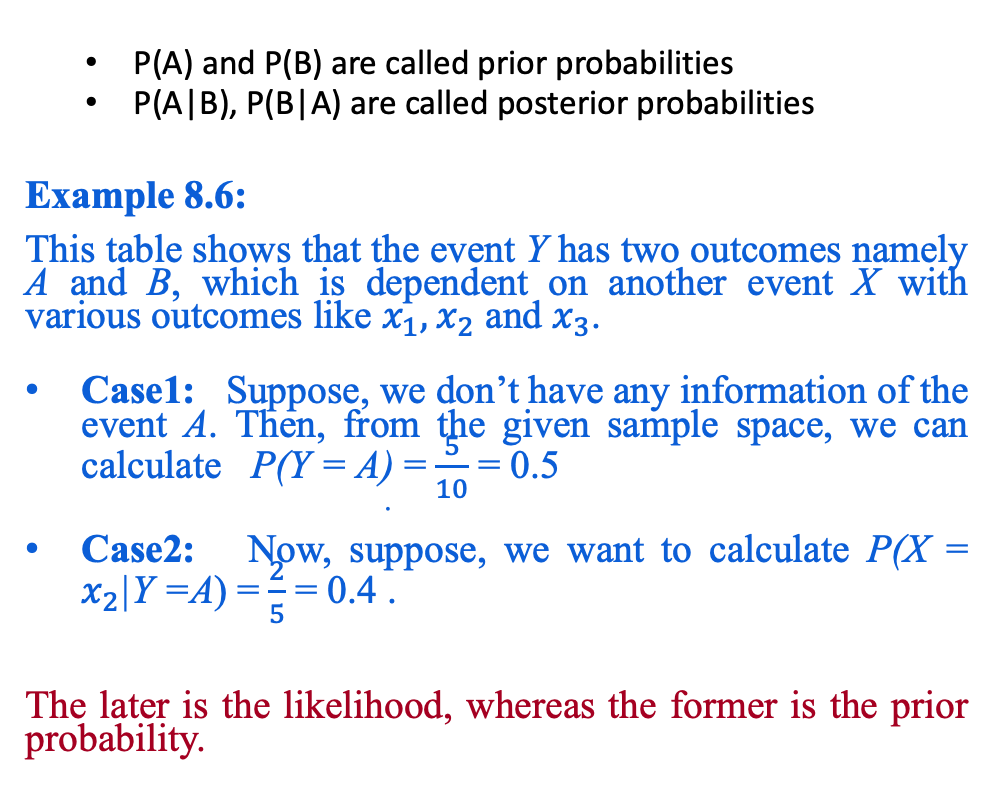 • P(A) and P(B) are called prior probabilities
• P(A|B), P(B|A) are called posterior probabilities
Example 8.6:
This table shows that the event Y has two outcomes namely
A and B, which is dependent on another event X with
various outcomes like x₁, x₂ and x₃.
• Case1: Suppose, we don’t have any information of the
event A. Then, from the given sample space, we can
calculate P(Y = A) = 5/10 = 0.5
• Case2: Now, suppose, we want to calculate P(X =
x₂|Y =A) = 2/5 = 0.4 .
The later is the likelihood, whereas the former is the prior
probability.